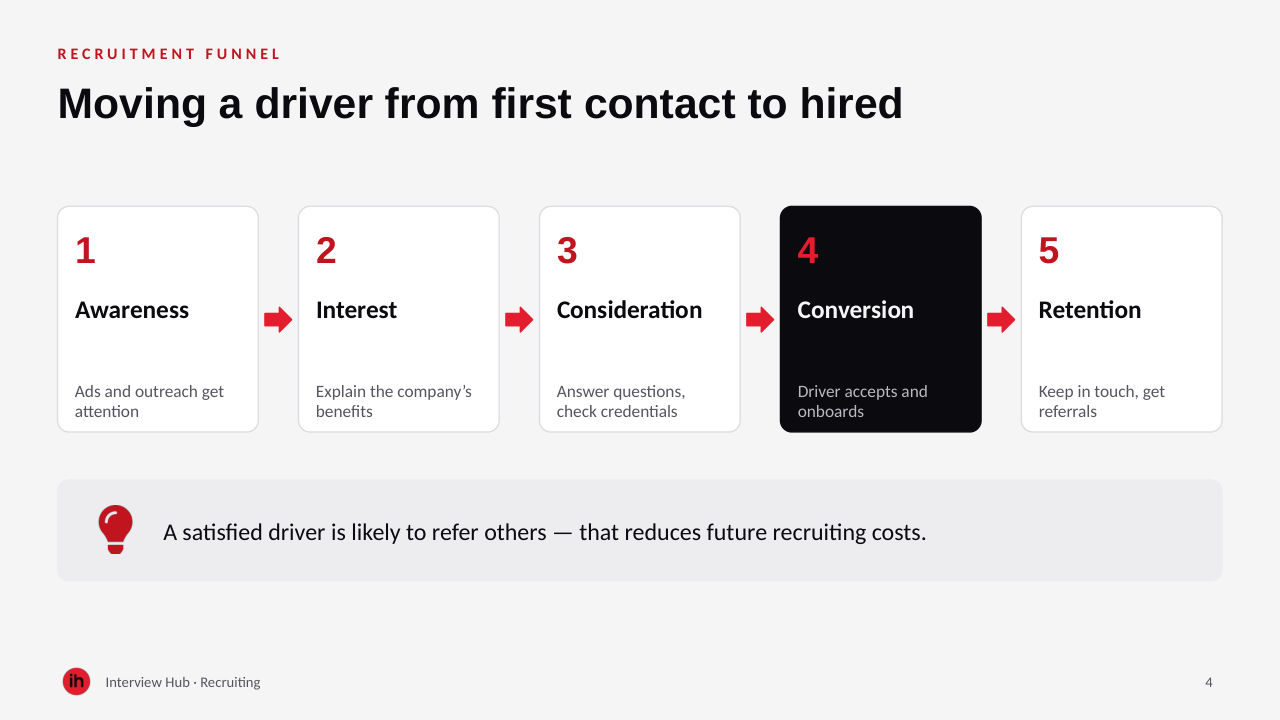 RECRUITMENT FUNNEL
Moving a driver from first contact to hired
1
Awareness
Ads and outreach get
attention
2
Interest
Explain the company’s
benefits
3
Consideration
Answer questions,
check credentials
4
Conversion
Driver accepts and
onboards
5
Retention
Keep in touch, get
referrals
A satisfied driver is likely to refer others — that reduces future recruiting costs.
ih
Interview Hub · Recruiting
4